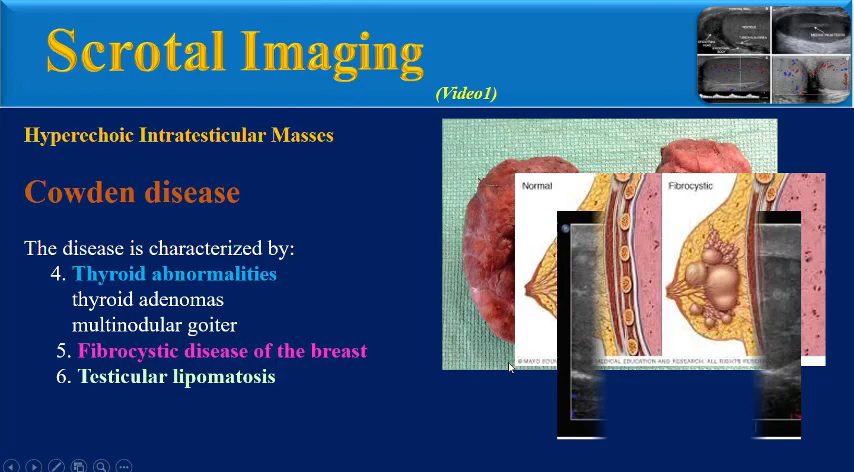 Scrotal Imaging
(Video1)
Hyperechoic Intratesticular Masses
Cowden disease
The disease is characterized by:
4. Thyroid abnormalities
thyroid adenomas
multinodular goiter
5. Fibrocystic disease of the breast
6. Testicular lipomatosis
Normal
Fibrocystic
MEDICAL EDUCATION AND RESEARCH. ALL RIGHTS